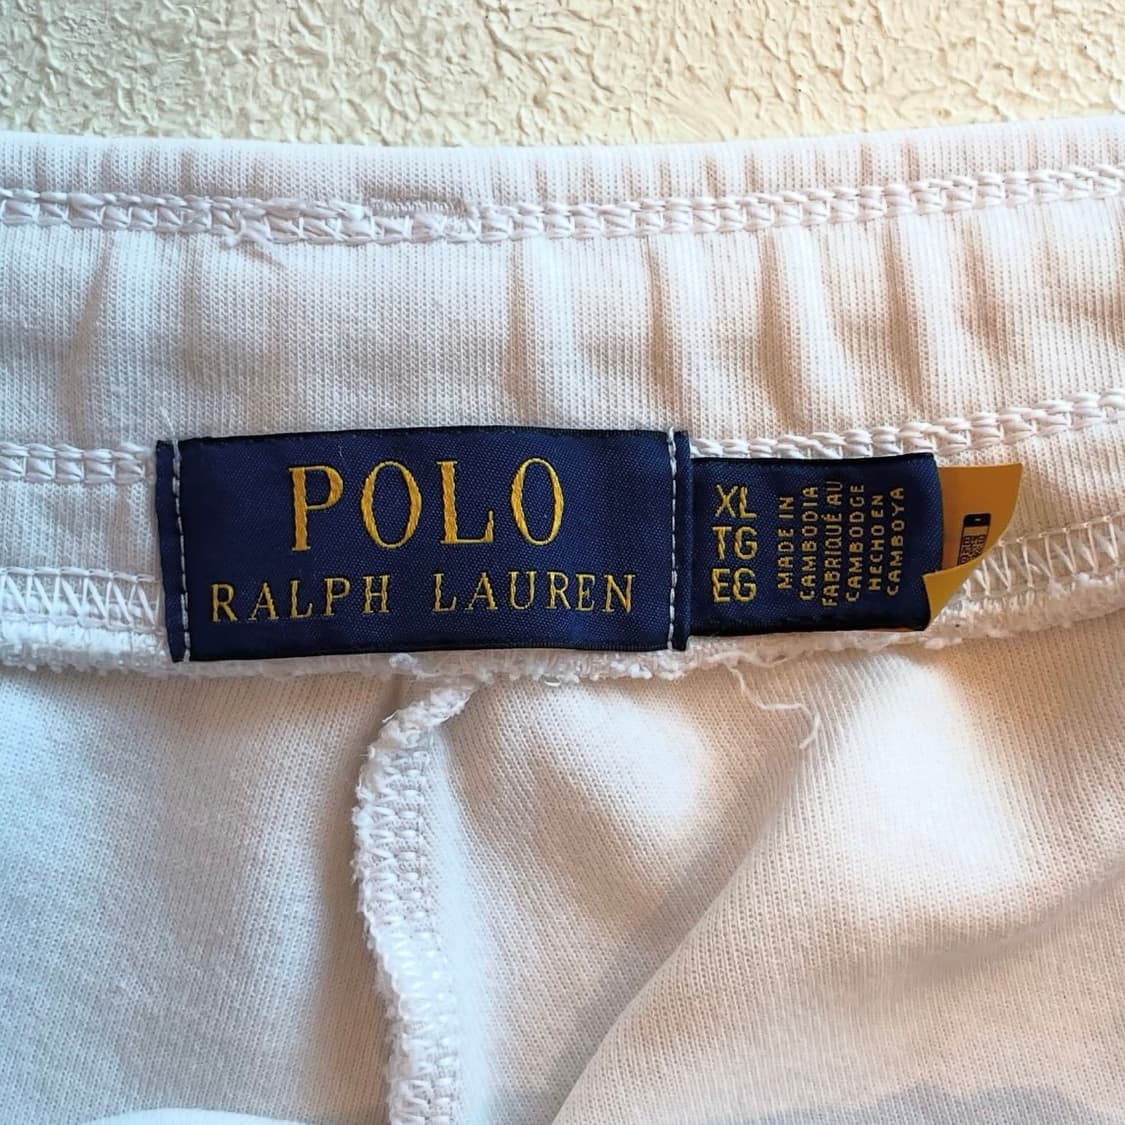 POLO
RALPH LAUREN
XL
TG
EG
MADE IN
CAMBODIA
FABRIQUÉ AU
CAMBODGE
HECHO EN
CAMBOYA